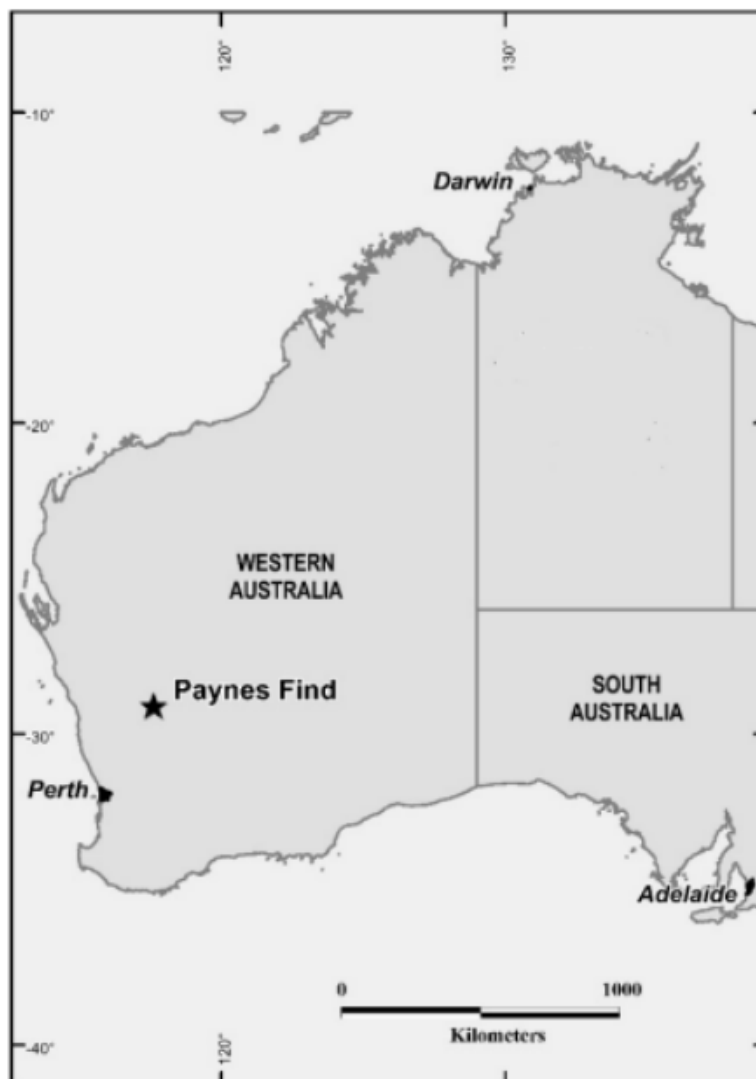 120°
130°
-10°
Darwin
-20°
WESTERN
AUSTRALIA
Paynes Find
SOUTH
AUSTRALIA
-30°
Perth
Adelaide
0
1000
Kilometers
-40°
120°
130°